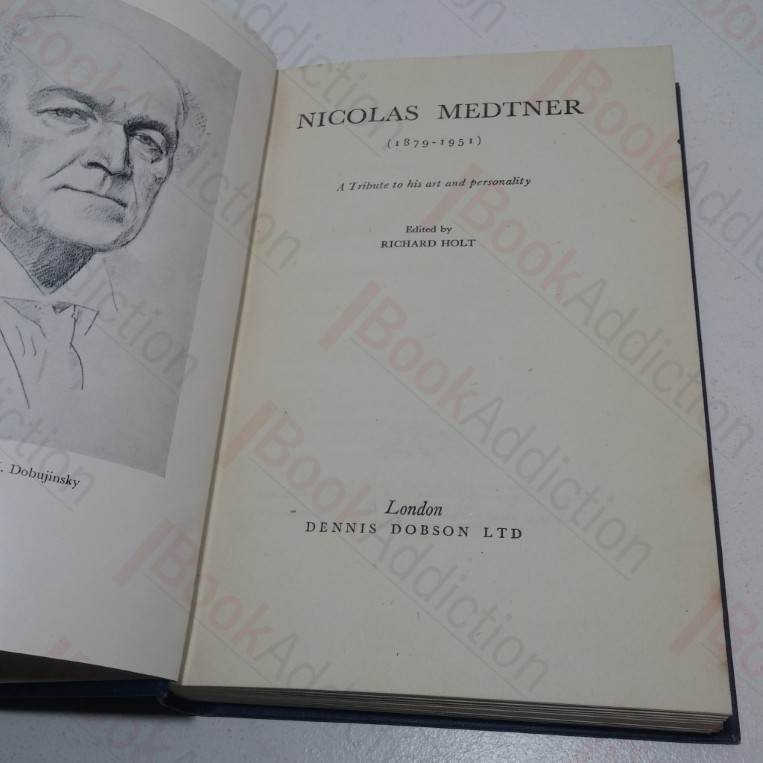 . Dobujinsky
NICOLAS MEDTNER
(1879-1951)
A Tribute to his art and personality
Edited by
RICHARD HOLT
London
DENNIS DOBSON LTD
BookAddiction